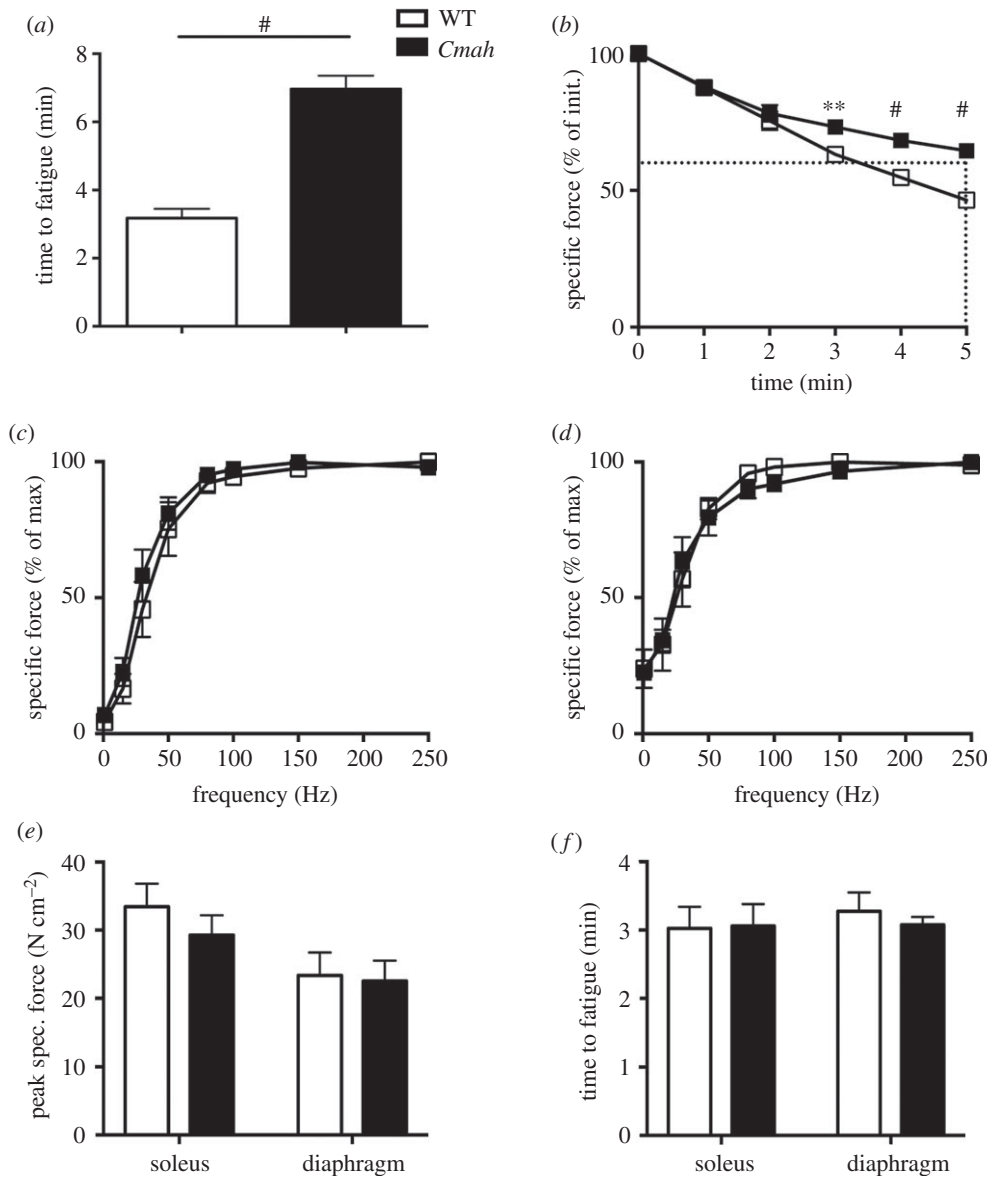 (a)
#
WT
Cmah
8
6
4
2
0
time to fatigue (min)
(b)
100
50
0
specific force (% of init.)
**
#
#
0 1 2 3 4 5
time (min)
(c)
100
50
0
specific force (% of max)
0 50 100 150 200 250
frequency (Hz)
(d)
100
50
0
specific force (% of max)
0 50 100 150 200 250
frequency (Hz)
(e)
40
30
20
10
0
peak spec. force (N cm⁻²)
soleus diaphragm
(f)
4
3
2
1
0
time to fatigue (min)
soleus diaphragm